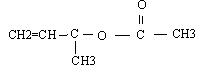 O
CH2=CH — C — O — C — CH3
CH3